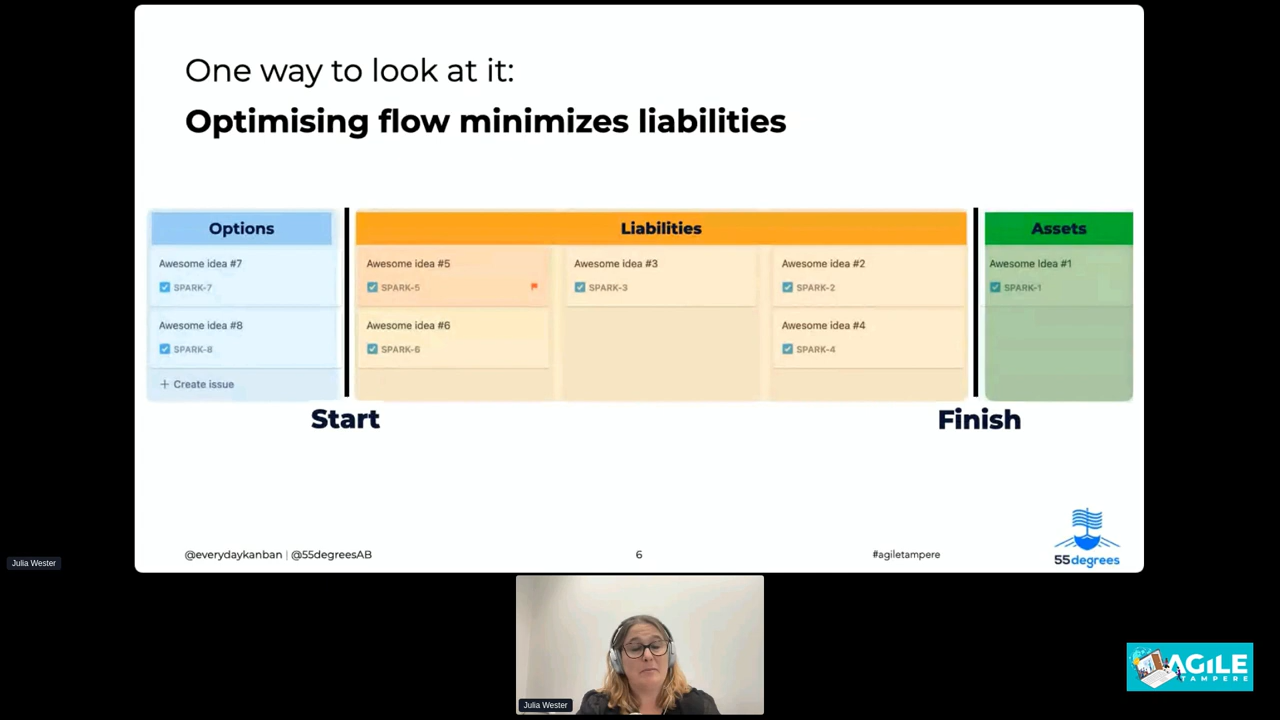 One way to look at it:
Optimising flow minimizes liabilities
Options
Liabilities
Assets
Awesome idea #7
SPARK-7
Awesome idea #8
SPARK-8
+ Create issue
Awesome idea #5
SPARK-5
Awesome idea #6
SPARK-6
Awesome idea #3
SPARK-3
Awesome idea #2
SPARK-2
Awesome idea #4
SPARK-4
Awesome Idea #1
SPARK-1
Start
Finish
@everydaykanban | @55degreesAB
6
#agiletampere
55degrees
Julia Wester
Julia Wester
AGILE
TAMPERE